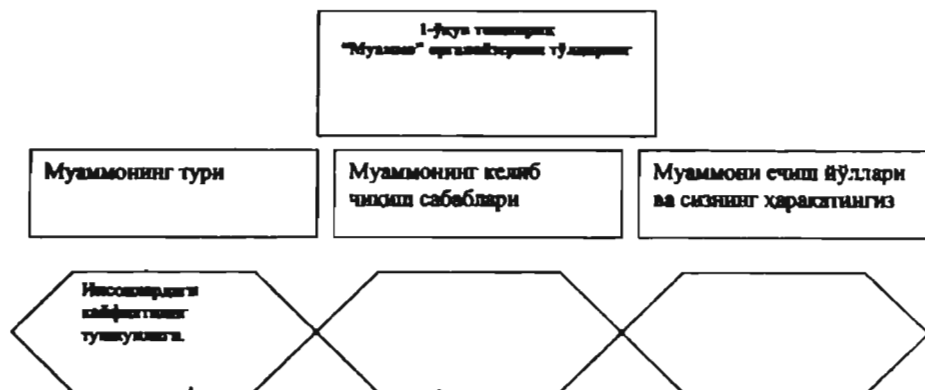 1-ўқув топшириқ
"Муаммо" органайзерини тўлдиринг
Муаммонинг тури
Муаммонинг келиб
чиқиш сабаблари
Муаммони ечиш йўллари
ва сизнинг ҳаракатингиз
Инсонлардаги
кайфиятнинг
тушкунлиги.